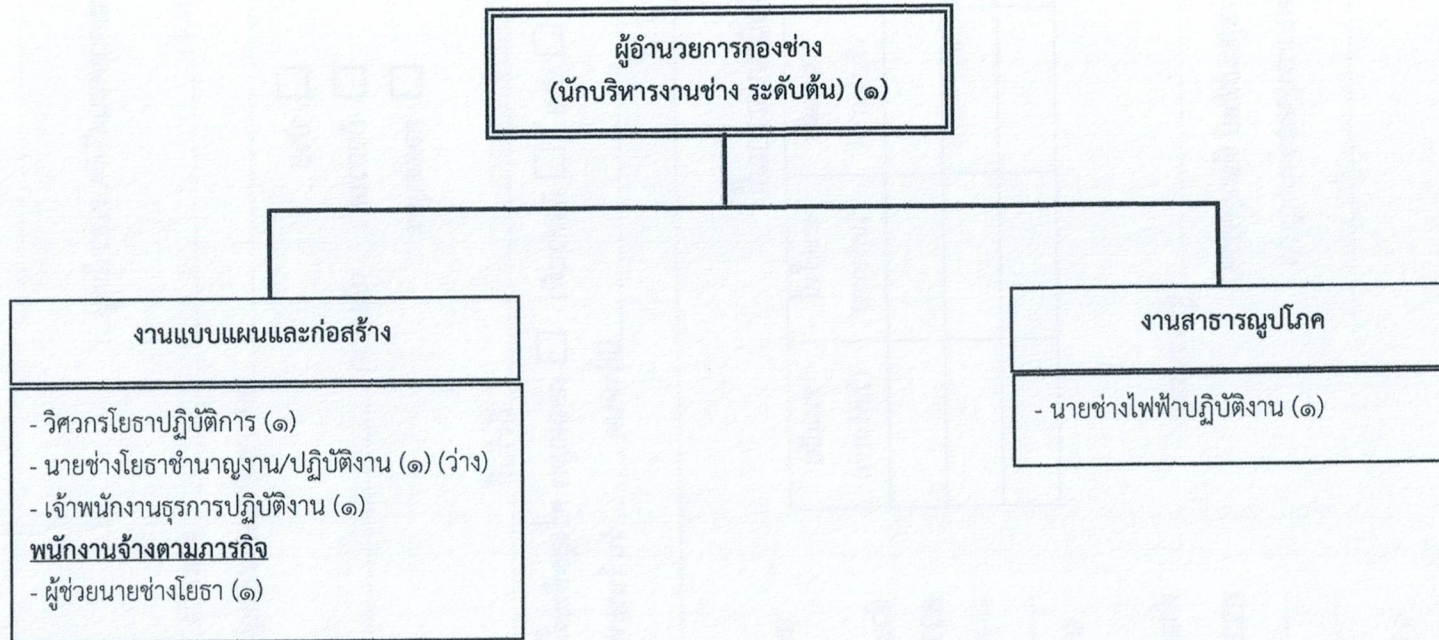 ผู้อำนวยการกองช่าง
(นักบริหารงานช่าง ระดับต้น) (๑)
งานแบบแผนและก่อสร้าง
- วิศวกรโยธาปฏิบัติการ (๑)
- นายช่างโยธาชำนาญงาน/ปฏิบัติงาน (๑) (ว่าง)
- เจ้าพนักงานธุรการปฏิบัติงาน (๑)
พนักงานจ้างตามภารกิจ
- ผู้ช่วยนายช่างโยธา (๑)
งานสาธารณูปโภค
- นายช่างไฟฟ้าปฏิบัติงาน (๑)